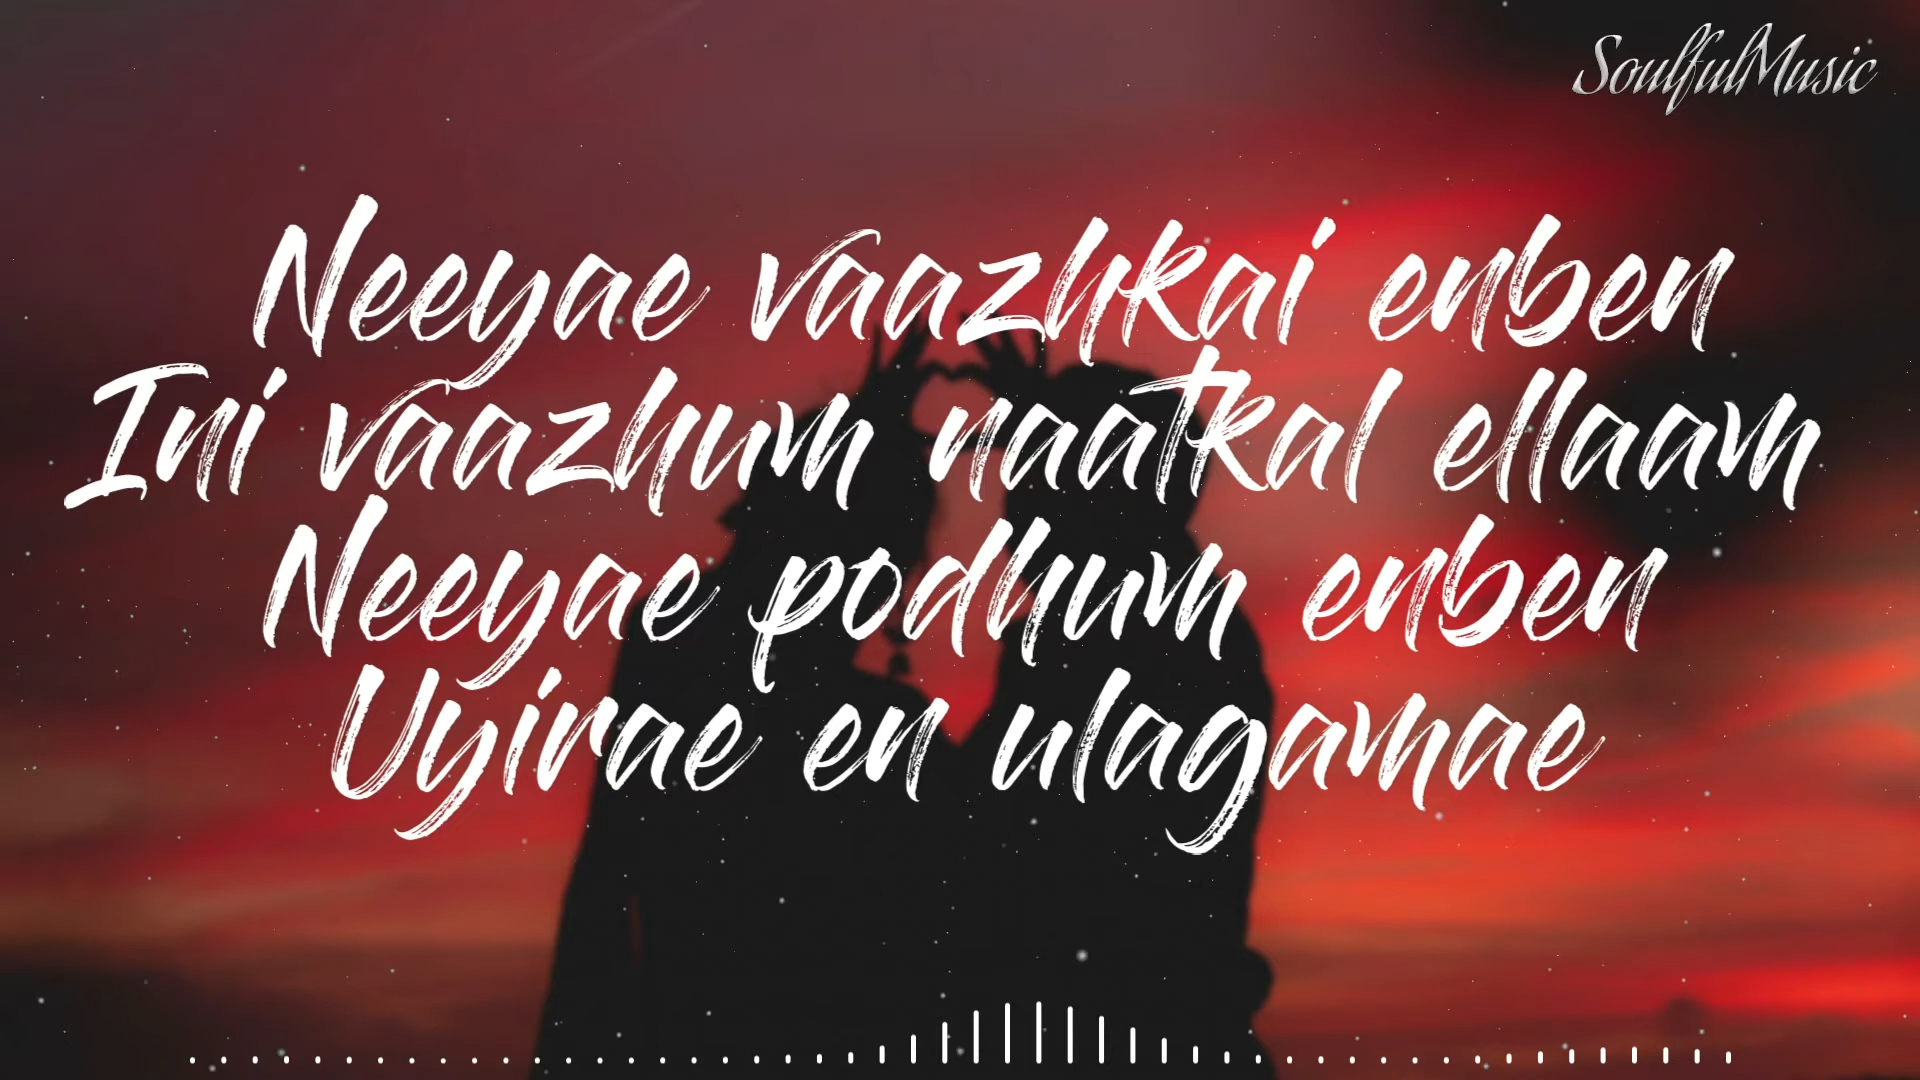 SoulfulMusic
Neeyae vaazhkai enben
Ini vaazhum naatkal ellaam
Neeyae podhum enben
Uyirae en ulagamae